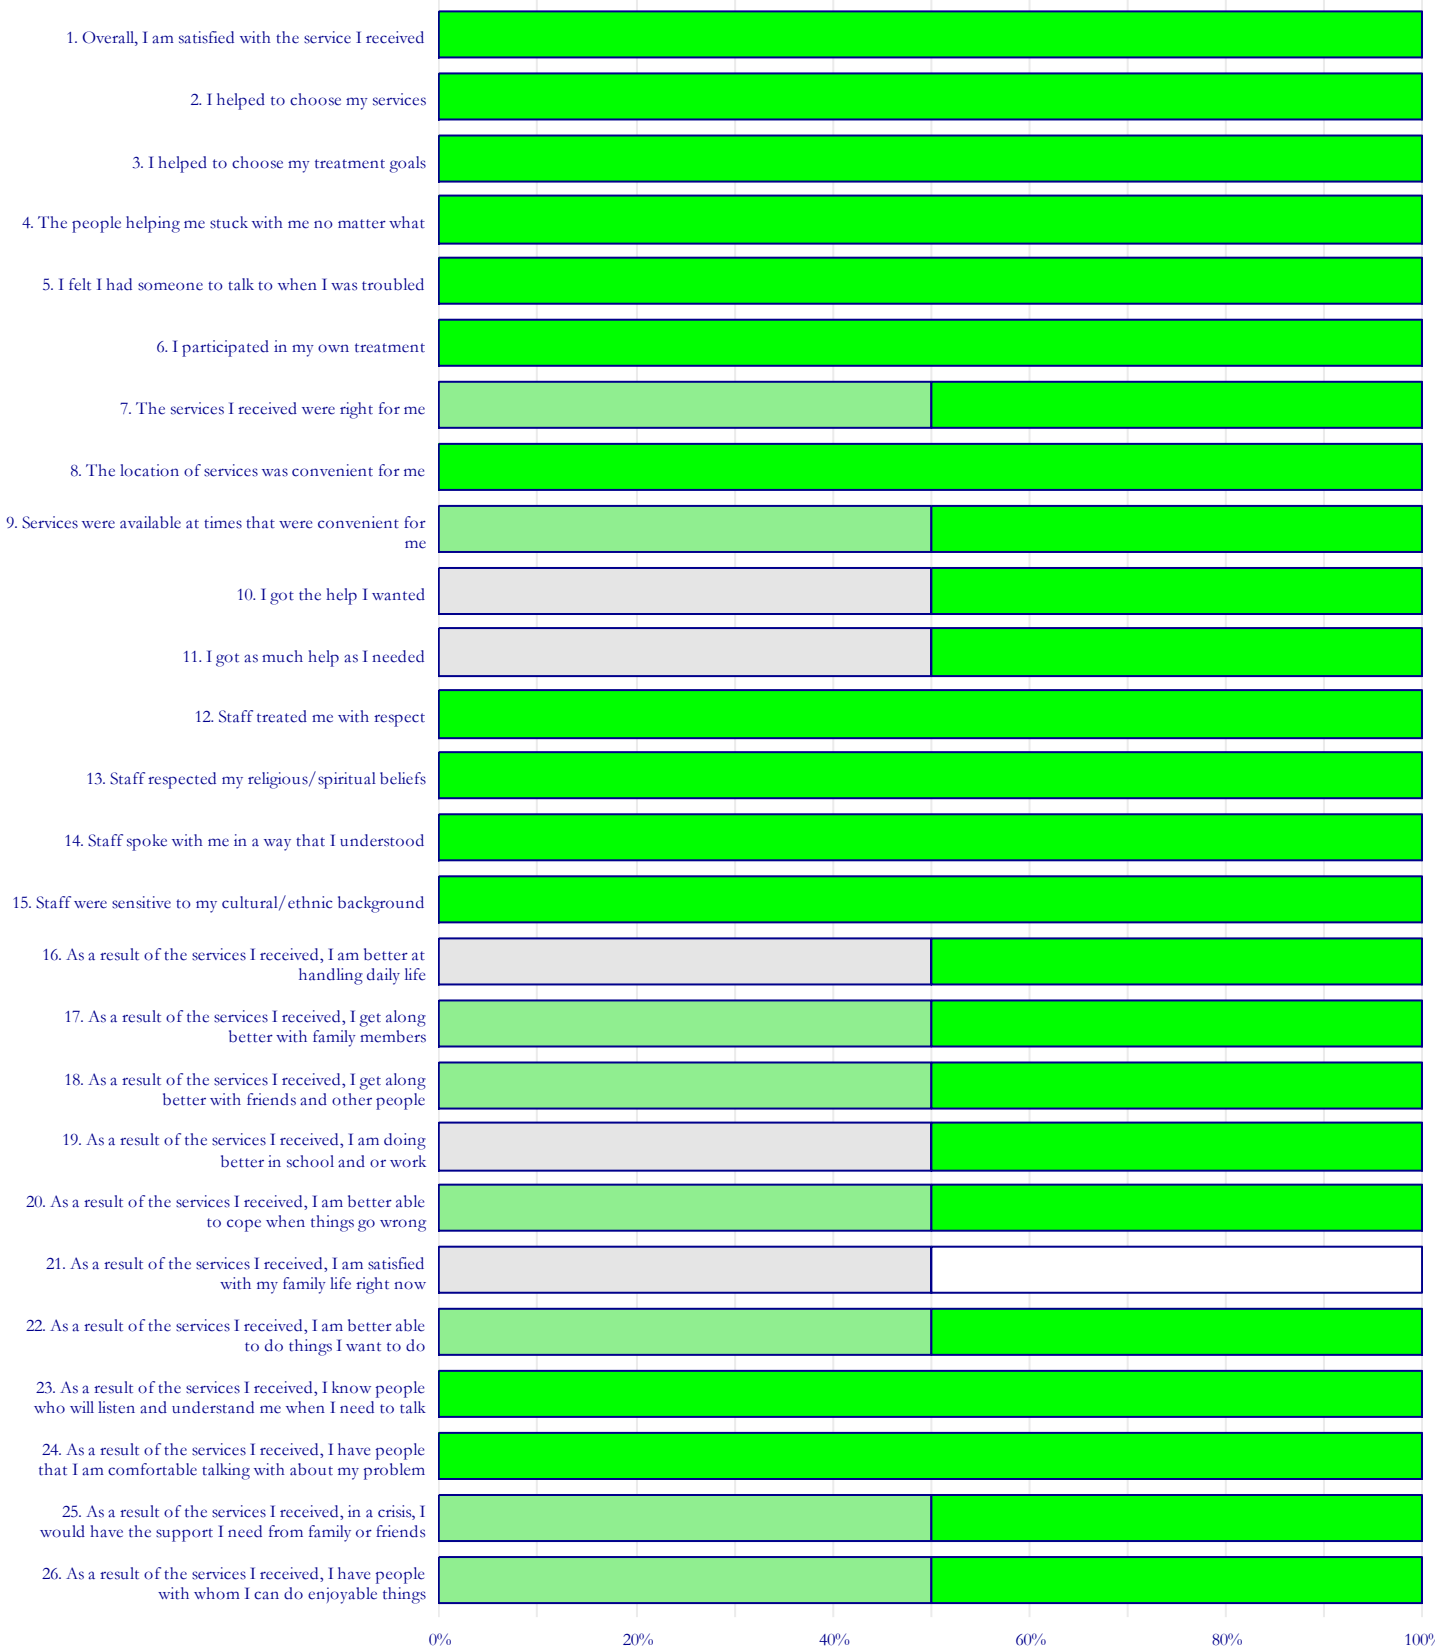 1. Overall, I am satisfied with the service I received
2. I helped to choose my services
3. I helped to choose my treatment goals
4. The people helping me stuck with me no matter what
5. I felt I had someone to talk to when I was troubled
6. I participated in my own treatment
7. The services I received were right for me
8. The location of services was convenient for me
9. Services were available at times that were convenient for
me
10. I got the help I wanted
11. I got as much help as I needed
12. Staff treated me with respect
13. Staff respected my religious/spiritual beliefs
14. Staff spoke with me in a way that I understood
15. Staff were sensitive to my cultural/ethnic background
16. As a result of the services I received, I am better at
handling daily life
17. As a result of the services I received, I get along
better with family members
18. As a result of the services I received, I get along
better with friends and other people
19. As a result of the services I received, I am doing
better in school and or work
20. As a result of the services I received, I am better able
to cope when things go wrong
21. As a result of the services I received, I am satisfied
with my family life right now
22. As a result of the services I received, I am better able
to do things I want to do
23. As a result of the services I received, I know people
who will listen and understand me when I need to talk
24. As a result of the services I received, I have people
that I am comfortable talking with about my problem
25. As a result of the services I received, in a crisis, I
would have the support I need from family or friends
26. As a result of the services I received, I have people
with whom I can do enjoyable things
0% 20% 40% 60% 80% 100%